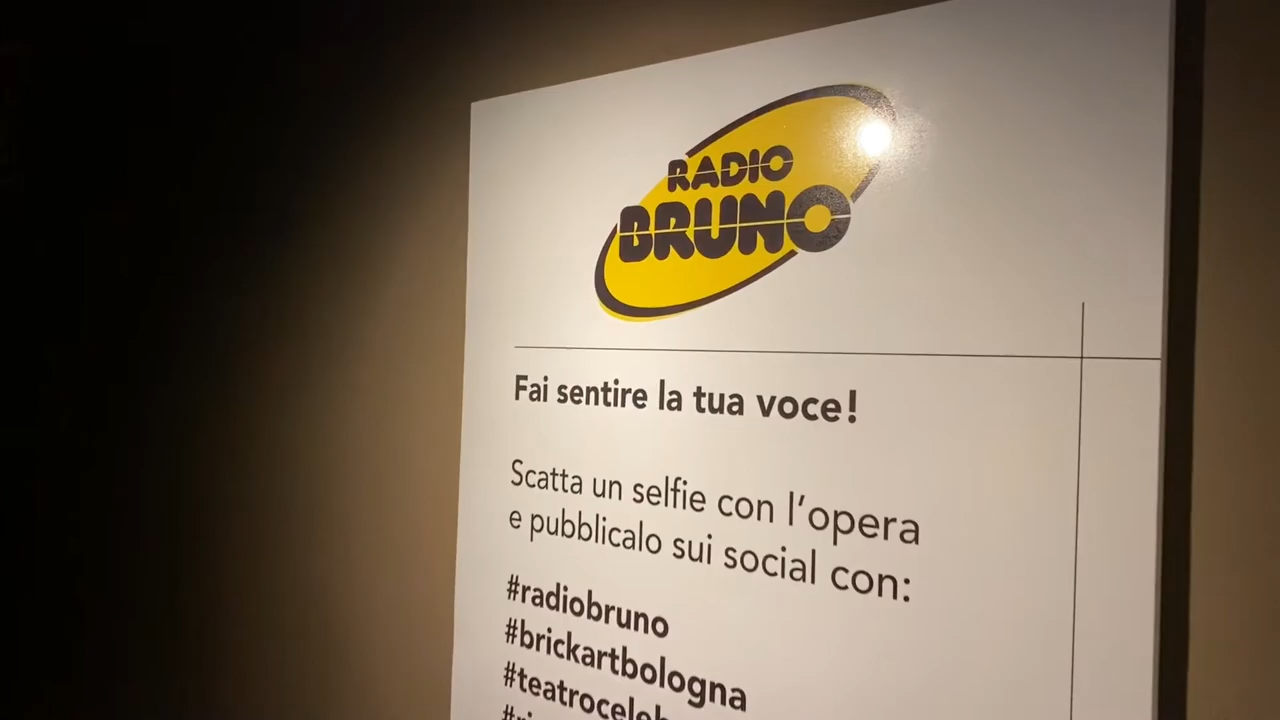 RADIO
BRUNO
Fai sentire la tua voce!
Scatta un selfie con l'opera
e pubblicalo sui social con:
#radiobruno
#brickartbologna